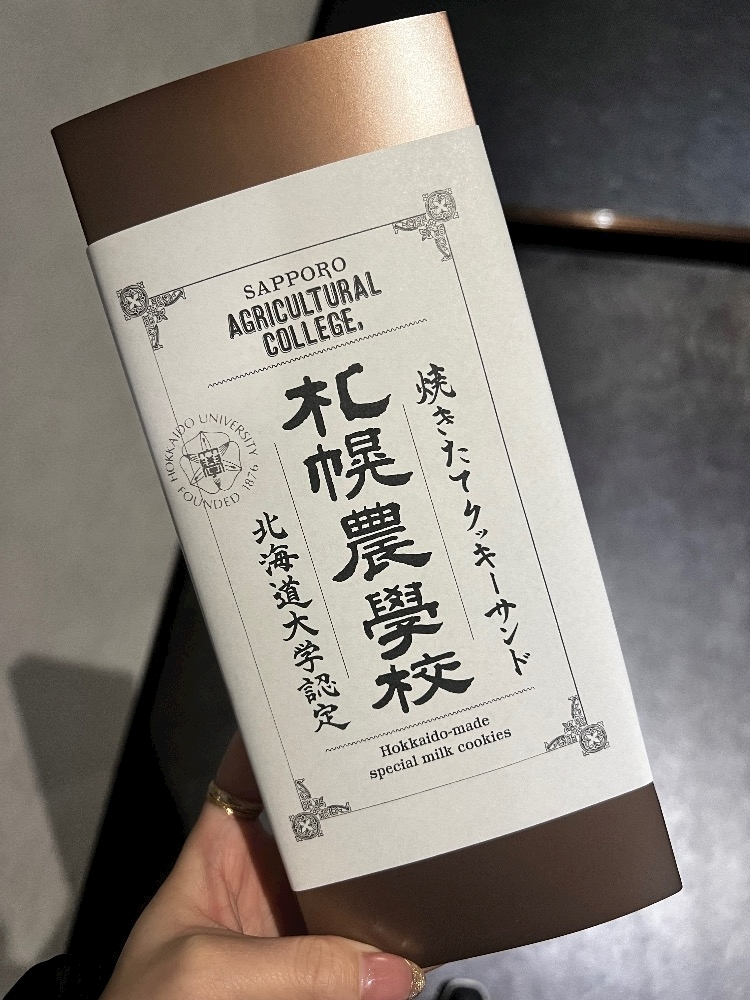 SAPPORO
AGRICULTURAL
COLLEGE,
焼きたてクッキーサンド
札幌農學校
HOKKAIDO UNIVERSITY
FOUNDED 1876
北海道大学認定
Hokkaido-made
special milk cookies